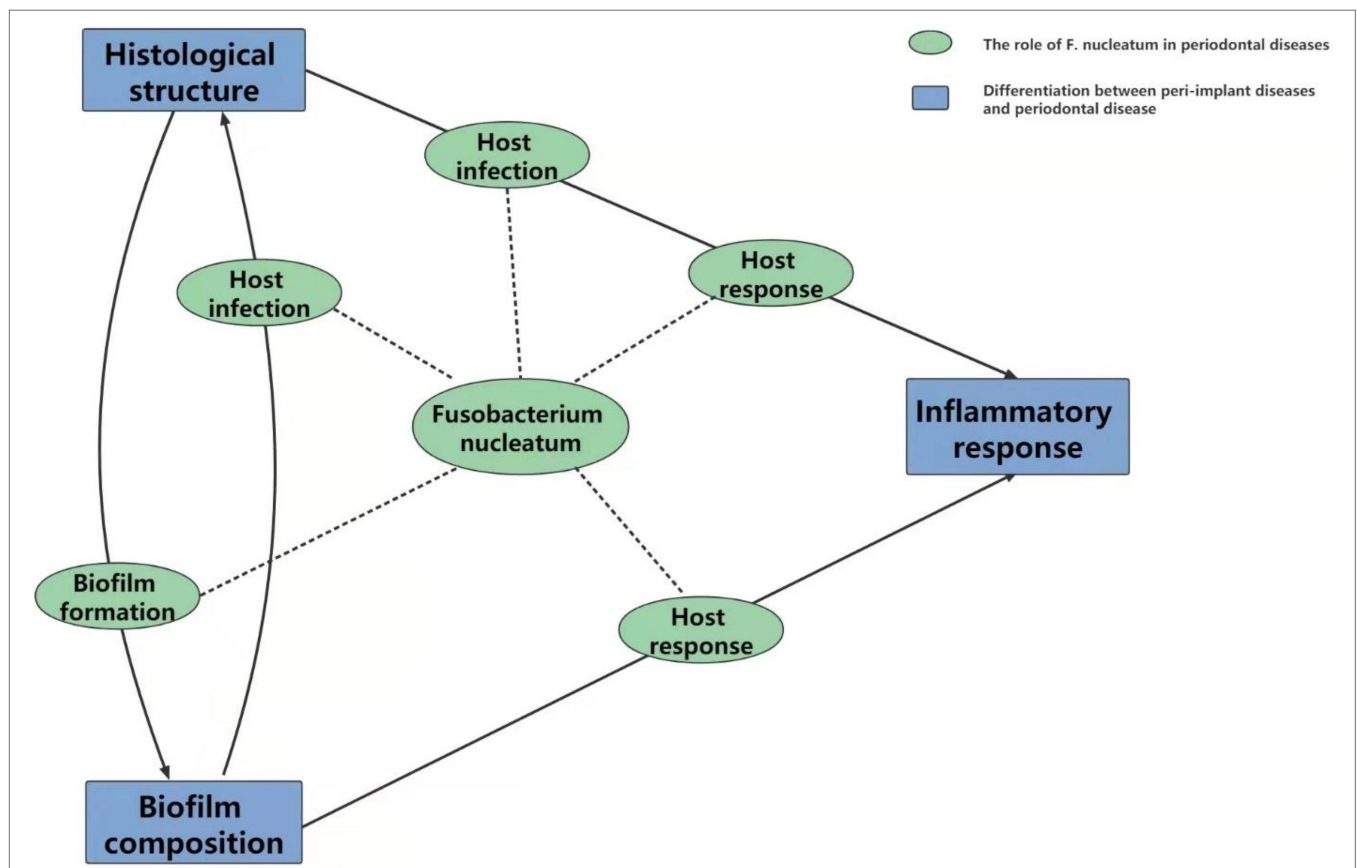 Histological
structure
The role of F. nucleatum in periodontal diseases
Differentiation between peri-implant diseases
and periodontal disease
Host
infection
Host
response
Host
infection
Fusobacterium
nucleatum
Inflammatory
response
Biofilm
formation
Host
response
Biofilm
composition